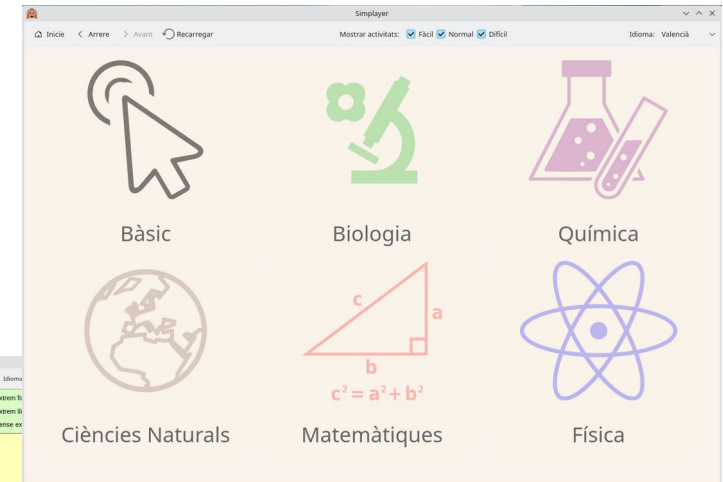 Simplayer
Inicie Arrere Avant Recarregar Mostrar activitats: Fàcil Normal Difícil Idioma: Valencià
Bàsic Biologia Química
c
a
b
c² = a² + b²
Ciències Naturals Matemàtiques Física
Idioma